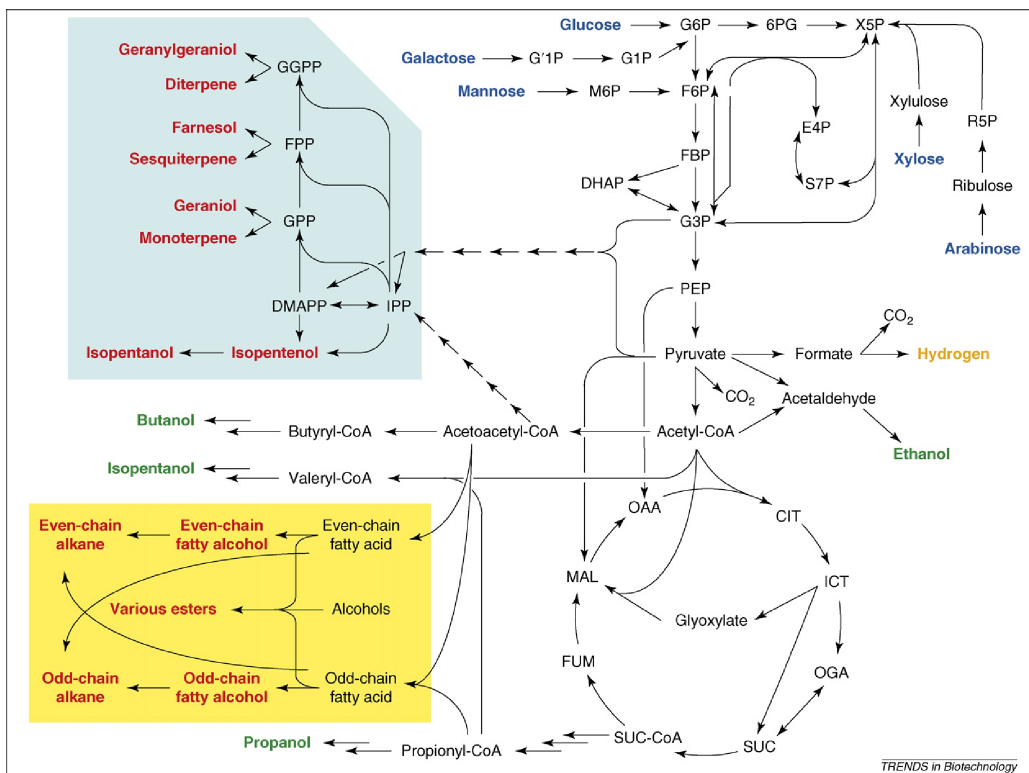 Glucose
G6P
6PG
X5P
Geranylgeraniol
GGPP
Diterpene
Galactose
G′1P
G1P
Mannose
M6P
F6P
Xylulose
R5P
E4P
Farnesol
FPP
Sesquiterpene
FBP
Xylose
DHAP
S7P
Ribulose
Geraniol
GPP
Monoterpene
G3P
Arabinose
PEP
DMAPP
IPP
CO2
Isopentanol
Isopentenol
Pyruvate
Formate
Hydrogen
CO2
Acetaldehyde
Butanol
Butyryl-CoA
Acetoacetyl-CoA
Acetyl-CoA
Ethanol
Isopentanol
Valeryl-CoA
OAA
CIT
Even-chain
alkane
Even-chain
fatty alcohol
Even-chain
fatty acid
MAL
ICT
Various esters
Alcohols
Glyoxylate
FUM
OGA
Odd-chain
alkane
Odd-chain
fatty alcohol
Odd-chain
fatty acid
Propanol
Propionyl-CoA
SUC-CoA
SUC
TRENDS in Biotechnology